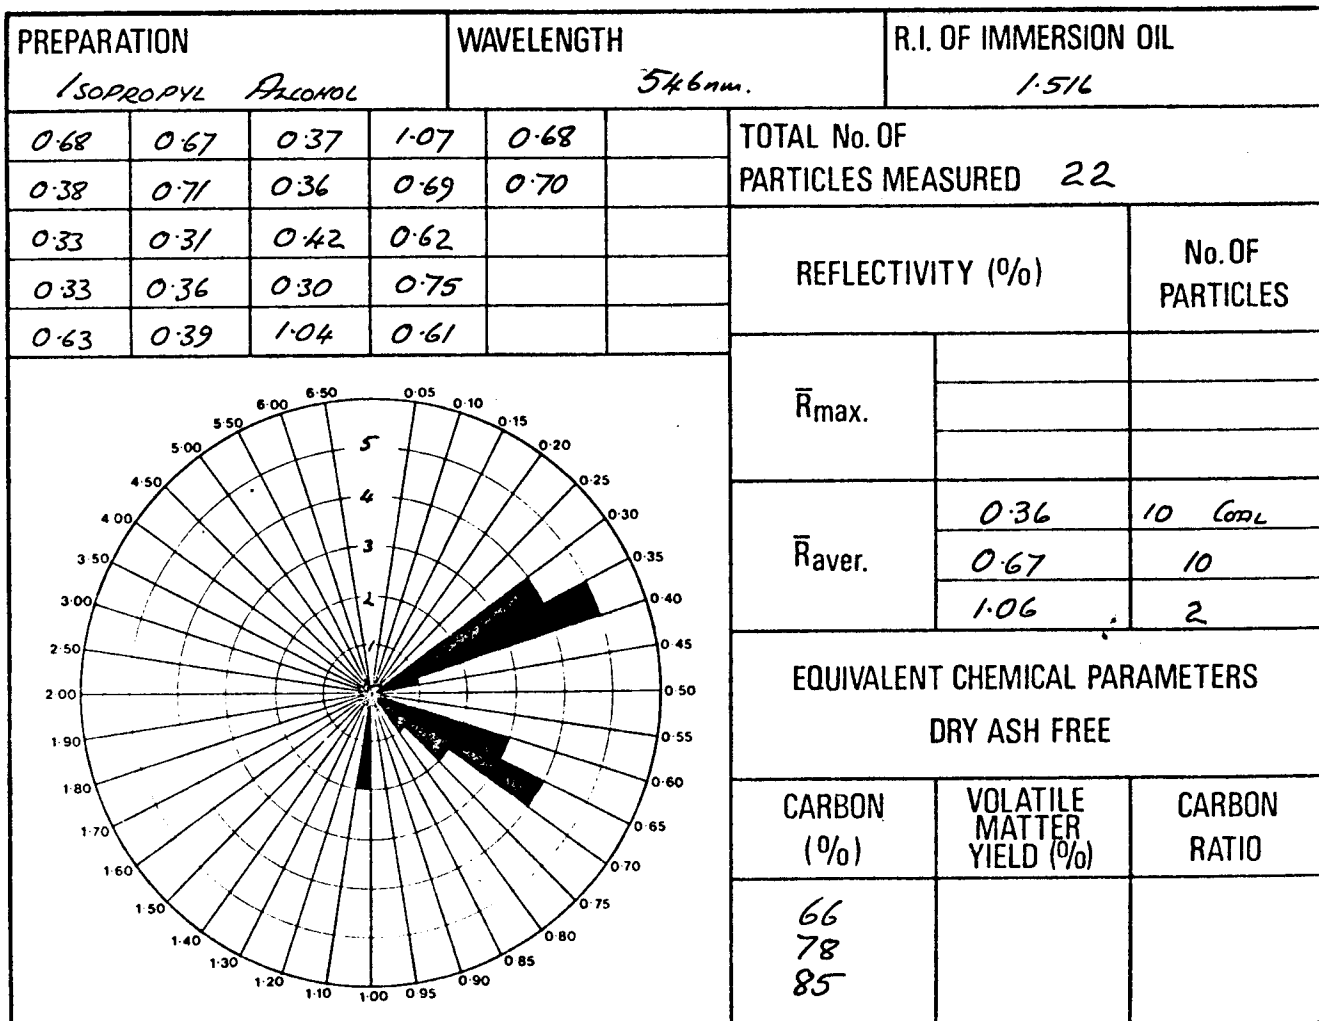 PREPARATION WAVELENGTH R.I. OF IMMERSION OIL
ISOPROPYL ALCOHOL 546nm. 1.516
0.68 0.67 0.37 1.07 0.68
0.38 0.71 0.36 0.69 0.70
0.33 0.31 0.42 0.62
0.33 0.36 0.30 0.75
0.63 0.39 1.04 0.61
TOTAL No. OF
PARTICLES MEASURED 22
REFLECTIVITY (%)
No. OF
PARTICLES
R̅max.
R̅aver.
0.36 10 COAL
0.67 10
1.06 2
EQUIVALENT CHEMICAL PARAMETERS
DRY ASH FREE
CARBON
(%)
VOLATILE
MATTER
YIELD (%)
CARBON
RATIO
66
78
85
0.05
0.10
0.15
0.20
0.25
0.30
0.35
0.40
0.45
0.50
0.55
0.60
0.65
0.70
0.75
0.80
0.85
0.90
0.95
1.00
1.10
1.20
1.30
1.40
1.50
1.60
1.70
1.80
1.90
2.00
2.50
3.00
3.50
4.00
4.50
5.00
5.50
6.00
6.50
5
4
3
2
1